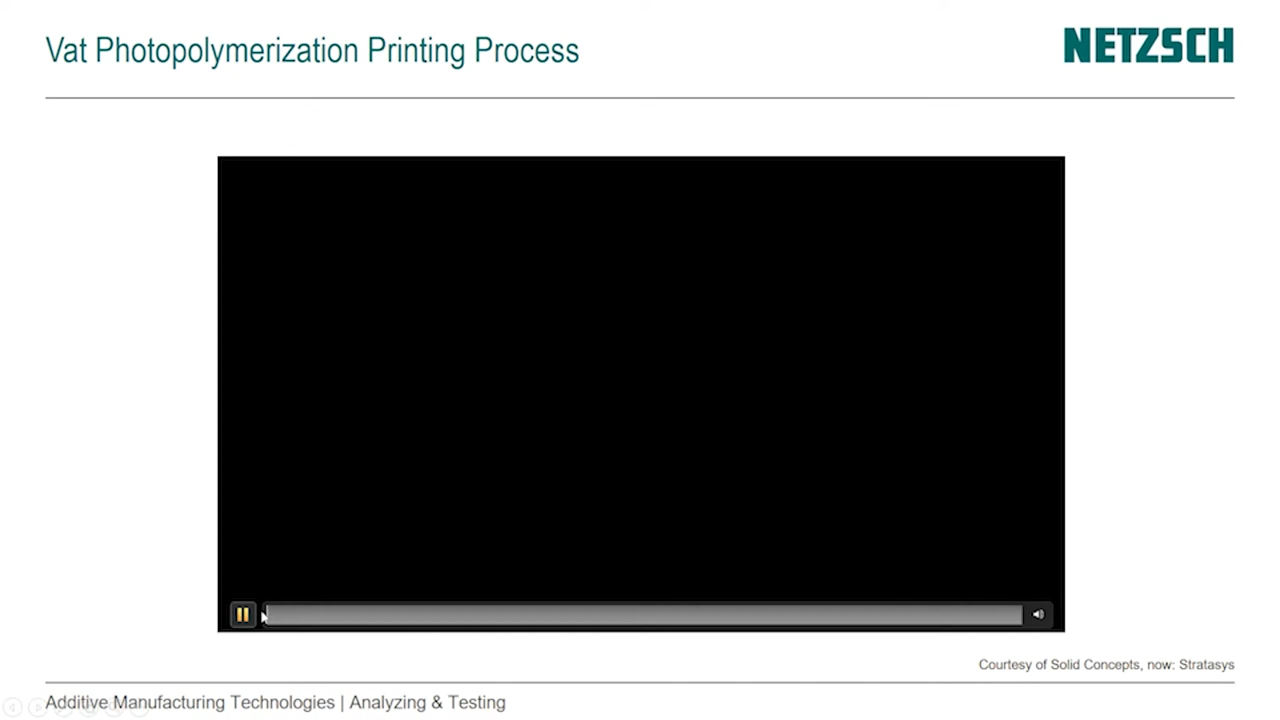 Vat Photopolymerization Printing Process
NETZSCH
Courtesy of Solid Concepts, now: Stratasys
Additive Manufacturing Technologies | Analyzing & Testing